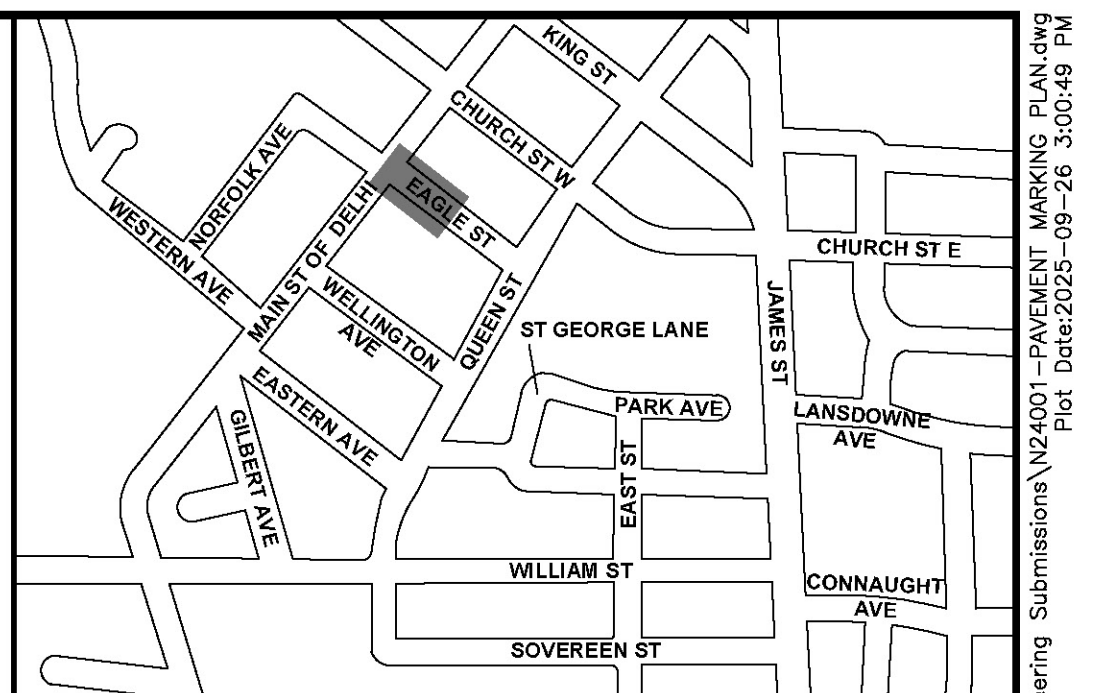 KING ST
CHURCH ST W
NORFOLK AVE
EAGLE ST
WESTERN AVE
MAIN ST OF DELHI
CHURCH ST E
WELLINGTON
AVE
QUEEN ST
JAMES ST
ST GEORGE LANE
EASTERN AVE
PARK AVE
LANSDOWNE
AVE
GILBERT AVE
EAST ST
WILLIAM ST
CONNAUGHT
AVE
SOVEREEN ST
ering Submissions\N24001-PAVEMENT MARKING PLAN.dwg
Plot Date:2025-09-26 3:00:49 PM